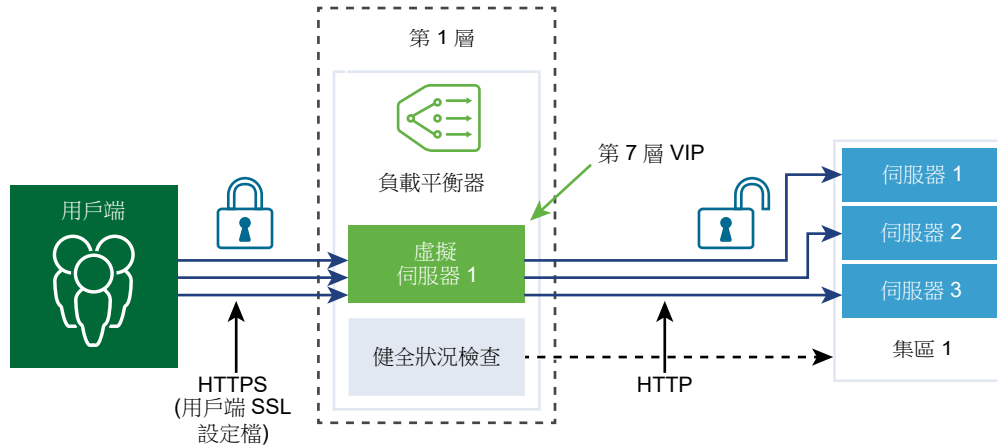 第 1 層
負載平衡器
第 7 層 VIP
用戶端
虛擬
伺服器 1
伺服器 1
伺服器 2
伺服器 3
集區 1
健全狀況檢查
HTTPS
(用戶端 SSL
設定檔)
HTTP